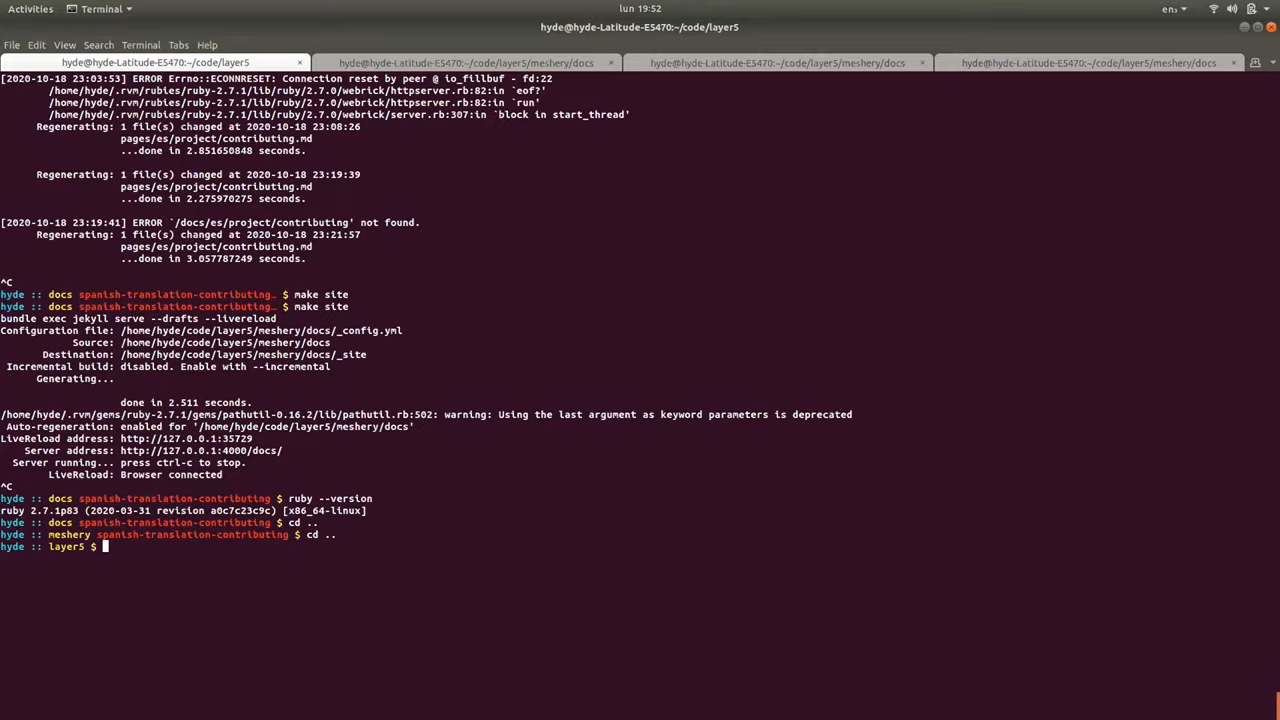 Activities Terminal lun 19:52 en₃
hyde@hyde-Latitude-E5470:~/code/layer5
File Edit View Search Terminal Tabs Help
hyde@hyde-Latitude-E5470:~/code/layer5 × hyde@hyde-Latitude-E5470:~/code/layer5/meshery/docs × hyde@hyde-Latitude-E5470:~/code/layer5/meshery/docs × hyde@hyde-Latitude-E5470:~/code/layer5/meshery/docs ×
[2020-10-18 23:03:53] ERROR Errno::ECONNRESET: Connection reset by peer @ io_fillbuf - fd:22
/home/hyde/.rvm/rubies/ruby-2.7.1/lib/ruby/2.7.0/webrick/httpserver.rb:82:in `eof?'
/home/hyde/.rvm/rubies/ruby-2.7.1/lib/ruby/2.7.0/webrick/httpserver.rb:82:in `run'
/home/hyde/.rvm/rubies/ruby-2.7.1/lib/ruby/2.7.0/webrick/server.rb:307:in `block in start_thread'
Regenerating: 1 file(s) changed at 2020-10-18 23:08:26
pages/es/project/contributing.md
...done in 2.851650848 seconds.
Regenerating: 1 file(s) changed at 2020-10-18 23:19:39
pages/es/project/contributing.md
...done in 2.275970275 seconds.
[2020-10-18 23:19:41] ERROR `/docs/es/project/contributing' not found.
Regenerating: 1 file(s) changed at 2020-10-18 23:21:57
pages/es/project/contributing.md
...done in 3.057787249 seconds.
^C
hyde :: docs spanish-translation-contributing… $ make site
hyde :: docs spanish-translation-contributing… $ make site
bundle exec jekyll serve --drafts --livereload
Configuration file: /home/hyde/code/layer5/meshery/docs/_config.yml
Source: /home/hyde/code/layer5/meshery/docs
Destination: /home/hyde/code/layer5/meshery/docs/_site
Incremental build: disabled. Enable with --incremental
Generating...
done in 2.511 seconds.
/home/hyde/.rvm/gems/ruby-2.7.1/gems/pathutil-0.16.2/lib/pathutil.rb:502: warning: Using the last argument as keyword parameters is deprecated
Auto-regeneration: enabled for '/home/hyde/code/layer5/meshery/docs'
LiveReload address: http://127.0.0.1:35729
Server address: http://127.0.0.1:4000/docs/
Server running... press ctrl-c to stop.
LiveReload: Browser connected
^C
hyde :: docs spanish-translation-contributing $ ruby --version
ruby 2.7.1p83 (2020-03-31 revision a0c7c23c9c) [x86_64-linux]
hyde :: docs spanish-translation-contributing $ cd ..
hyde :: meshery spanish-translation-contributing $ cd ..
hyde :: layer5 $